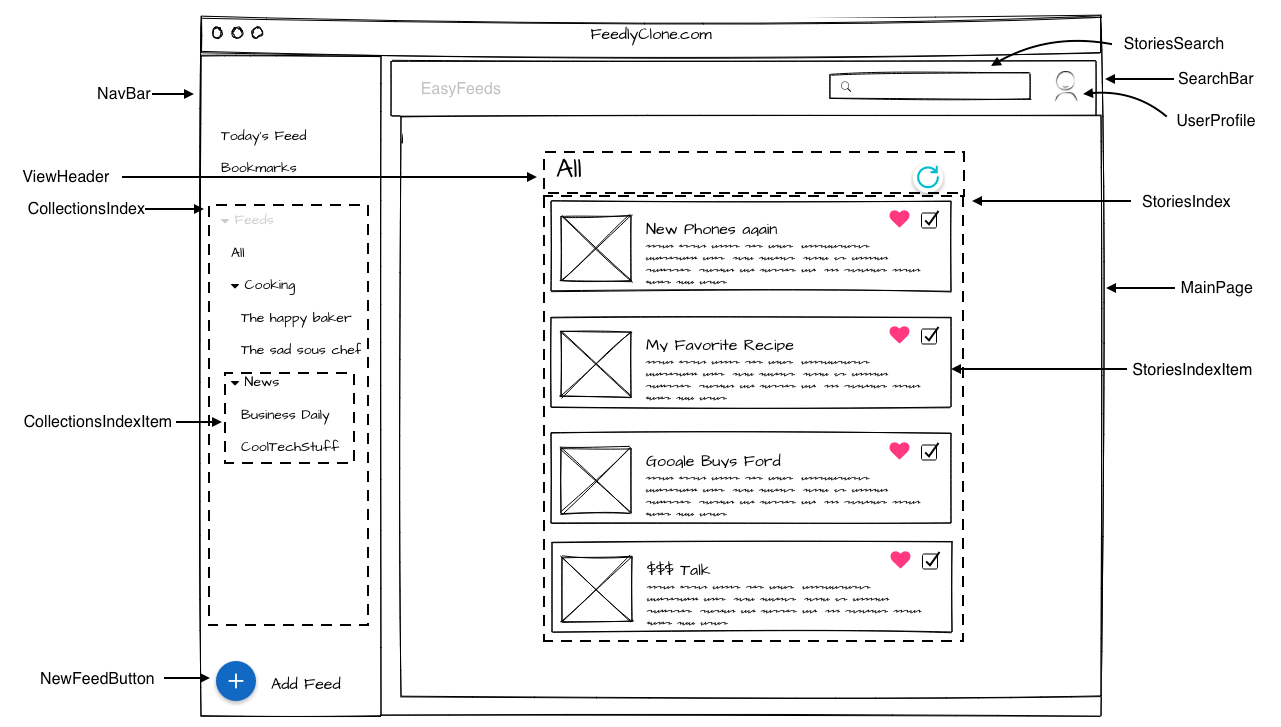 FeedlyClone.com
StoriesSearch
SearchBar
EasyFeeds
NavBar
UserProfile
Today's Feed
Bookmarks
ViewHeader
All
CollectionsIndex
StoriesIndex
Feeds
New Phones again
All
Cooking
MainPage
The happy baker
The sad sous chef
My Favorite Recipe
StoriesIndexItem
News
Business Daily
CollectionsIndexItem
CoolTechStuff
Google Buys Ford
$$$ Talk
NewFeedButton
Add Feed